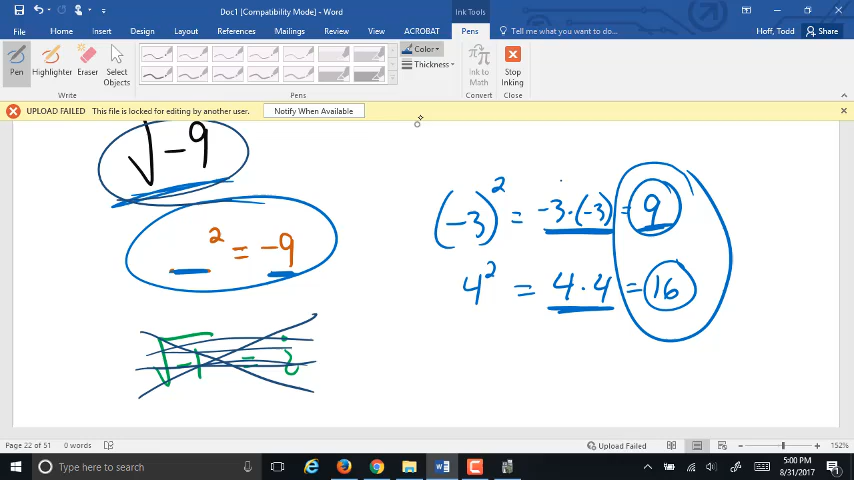 Doc1 [Compatibility Mode] - Word
Ink Tools
File Home Insert Design Layout References Mailings Review View ACROBAT Pens Tell me what you want to do... Hoff, Todd Share
Pen Highlighter Eraser Select Objects
Color
Thickness
Ink to Math
Stop Inking
Write Pens Convert Close
UPLOAD FAILED This file is locked for editing by another user. Notify When Available
√-9
(-3)² = -3·(-3) = 9
__² = -9
4² = 4·4 = 16
√-1 = i
Page 22 of 51 0 words Upload Failed 152%
Type here to search
5:00 PM
8/31/2017